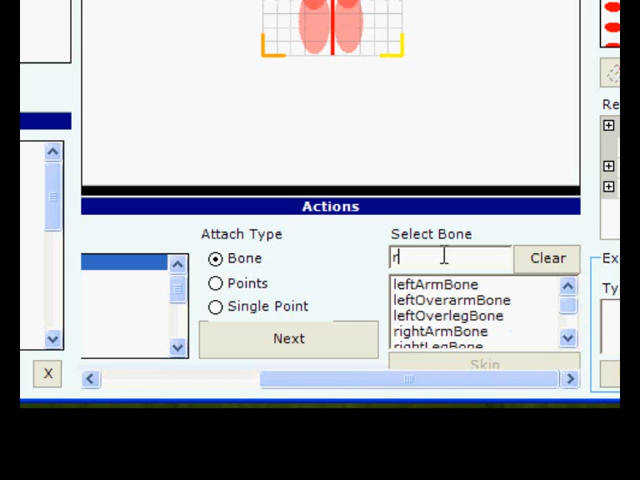 Re
Actions
Attach Type
Select Bone
Bone
r
Clear
Ex
Points
leftArmBone
Ty
leftOverarmBone
Single Point
leftOverlegBone
rightArmBone
Next
rightLegBone
Skin
X